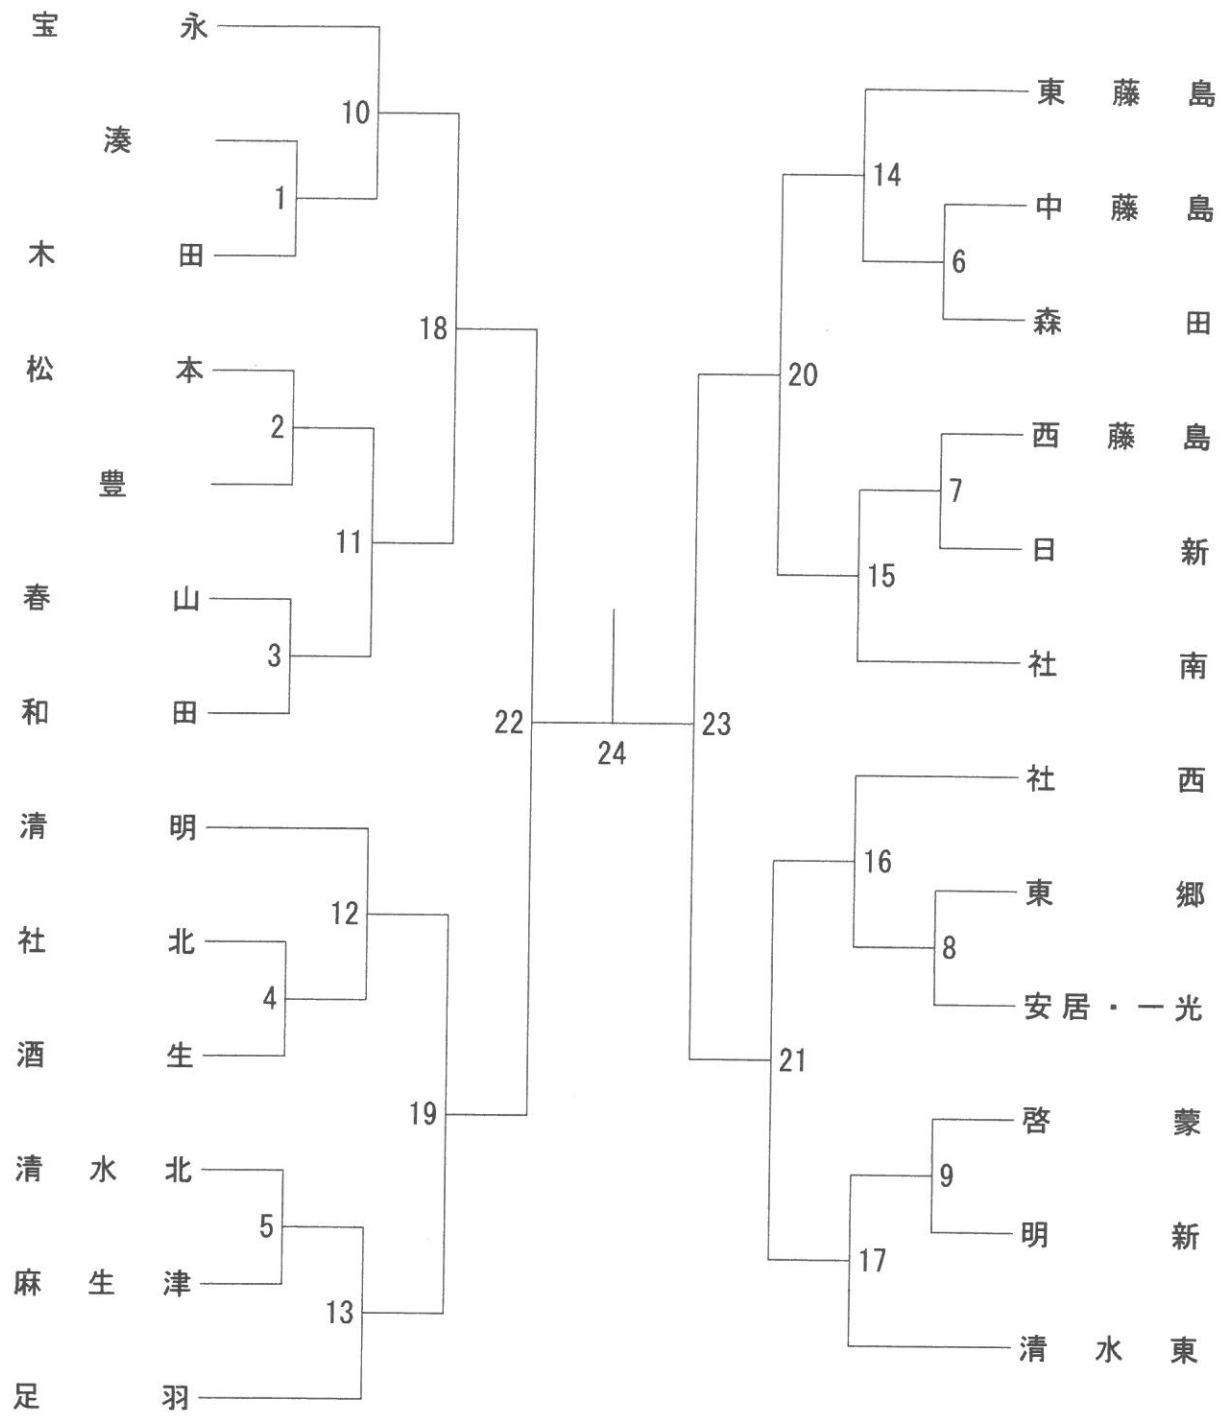 宝永
湊
木田
松本
豊
春山
和田
清明
社北
酒生
清水北
麻生津
足羽
10
1
18
2
11
3
22
12
4
19
5
13
24
東藤島
中藤島
森田
西藤島
日新
社南
社西
東郷
安居・一光
啓蒙
明新
清水東
14
6
20
7
15
23
16
8
21
9
17